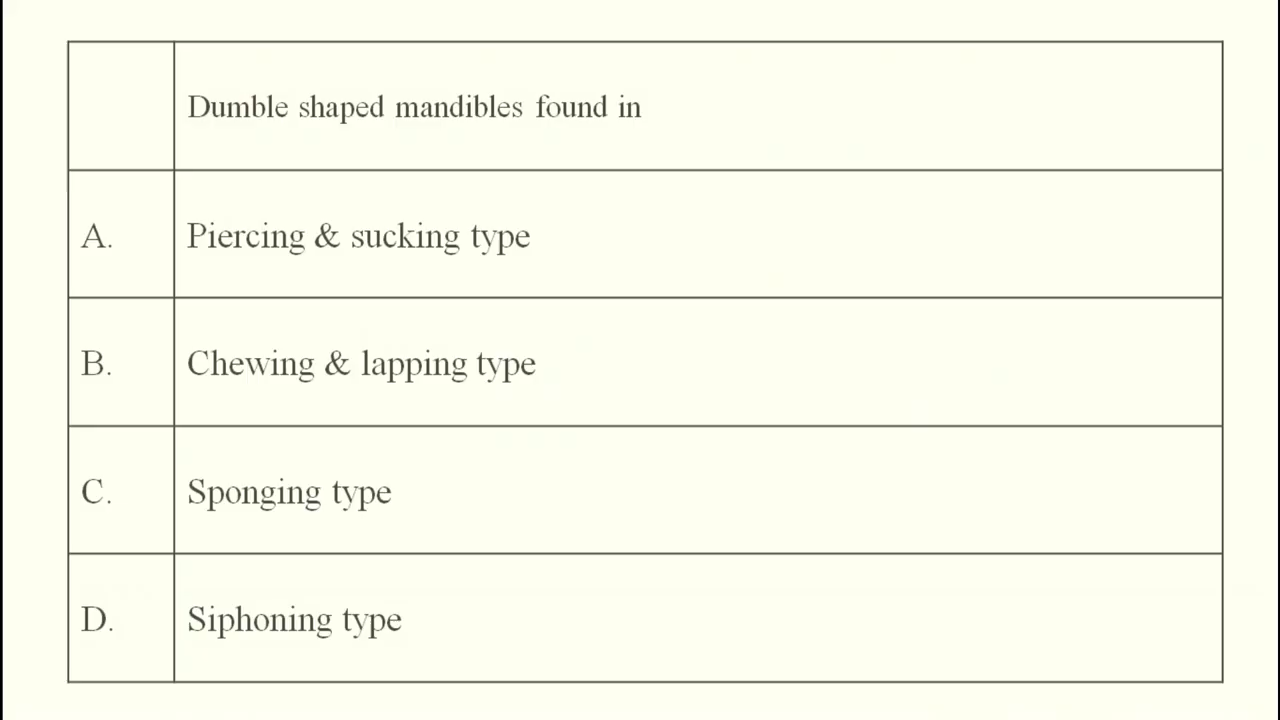 Dumble shaped mandibles found in
A. Piercing & sucking type
B. Chewing & lapping type
C. Sponging type
D. Siphoning type